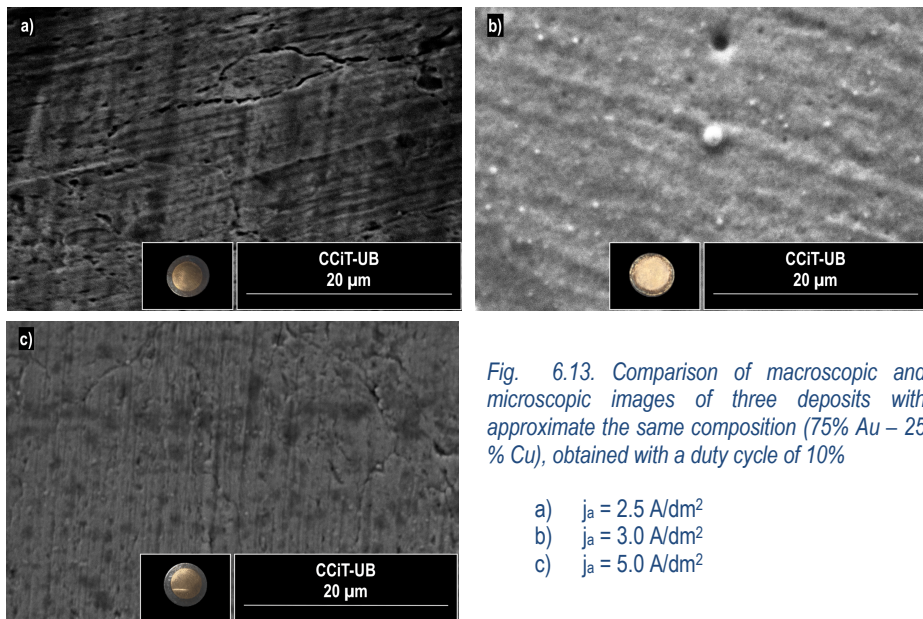 a)
CCiT-UB
20 µm
b)
CCiT-UB
20 µm
c)
CCiT-UB
20 µm
Fig. 6.13. Comparison of macroscopic and
microscopic images of three deposits with
approximate the same composition (75% Au – 25
% Cu), obtained with a duty cycle of 10%
a) jₐ = 2.5 A/dm²
b) jₐ = 3.0 A/dm²
c) jₐ = 5.0 A/dm²